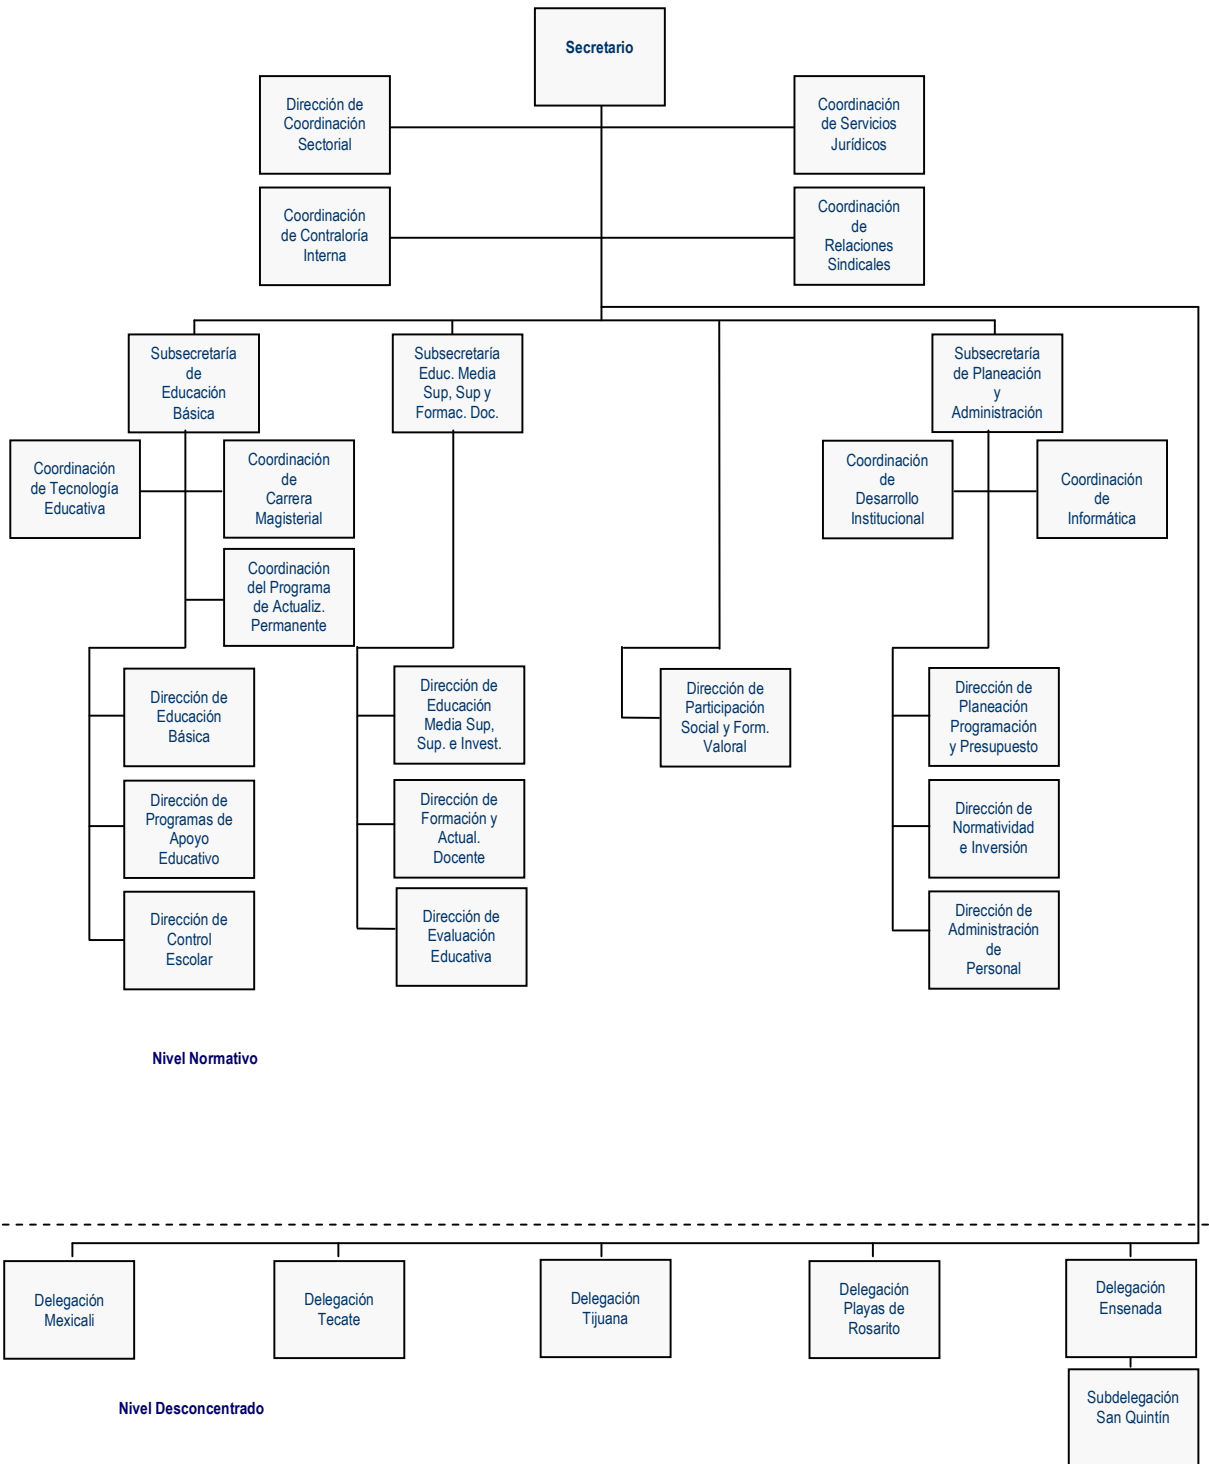 Secretario
Dirección de
Coordinación
Sectorial
Coordinación
de Servicios
Jurídicos
Coordinación
de Contraloría
Interna
Coordinación
de
Relaciones
Sindicales
Subsecretaría
de
Educación
Básica
Subsecretaría
Educ. Media
Sup, Sup y
Formac. Doc.
Subsecretaría
de Planeación
y
Administración
Coordinación
de Tecnología
Educativa
Coordinación
de
Carrera
Magisterial
Coordinación
de
Desarrollo
Institucional
Coordinación
de
Informática
Coordinación
del Programa
de Actualiz.
Permanente
Dirección de
Educación
Básica
Dirección de
Educación
Media Sup,
Sup. e Invest.
Dirección de
Participación
Social y Form.
Valoral
Dirección de
Planeación
Programación
y Presupuesto
Dirección de
Programas de
Apoyo
Educativo
Dirección de
Formación y
Actual.
Docente
Dirección de
Normatividad
e Inversión
Dirección de
Control
Escolar
Dirección de
Evaluación
Educativa
Dirección de
Administración
de
Personal
Nivel Normativo
Delegación
Mexicali
Delegación
Tecate
Delegación
Tijuana
Delegación
Playas de
Rosarito
Delegación
Ensenada
Subdelegación
San Quintín
Nivel Desconcentrado